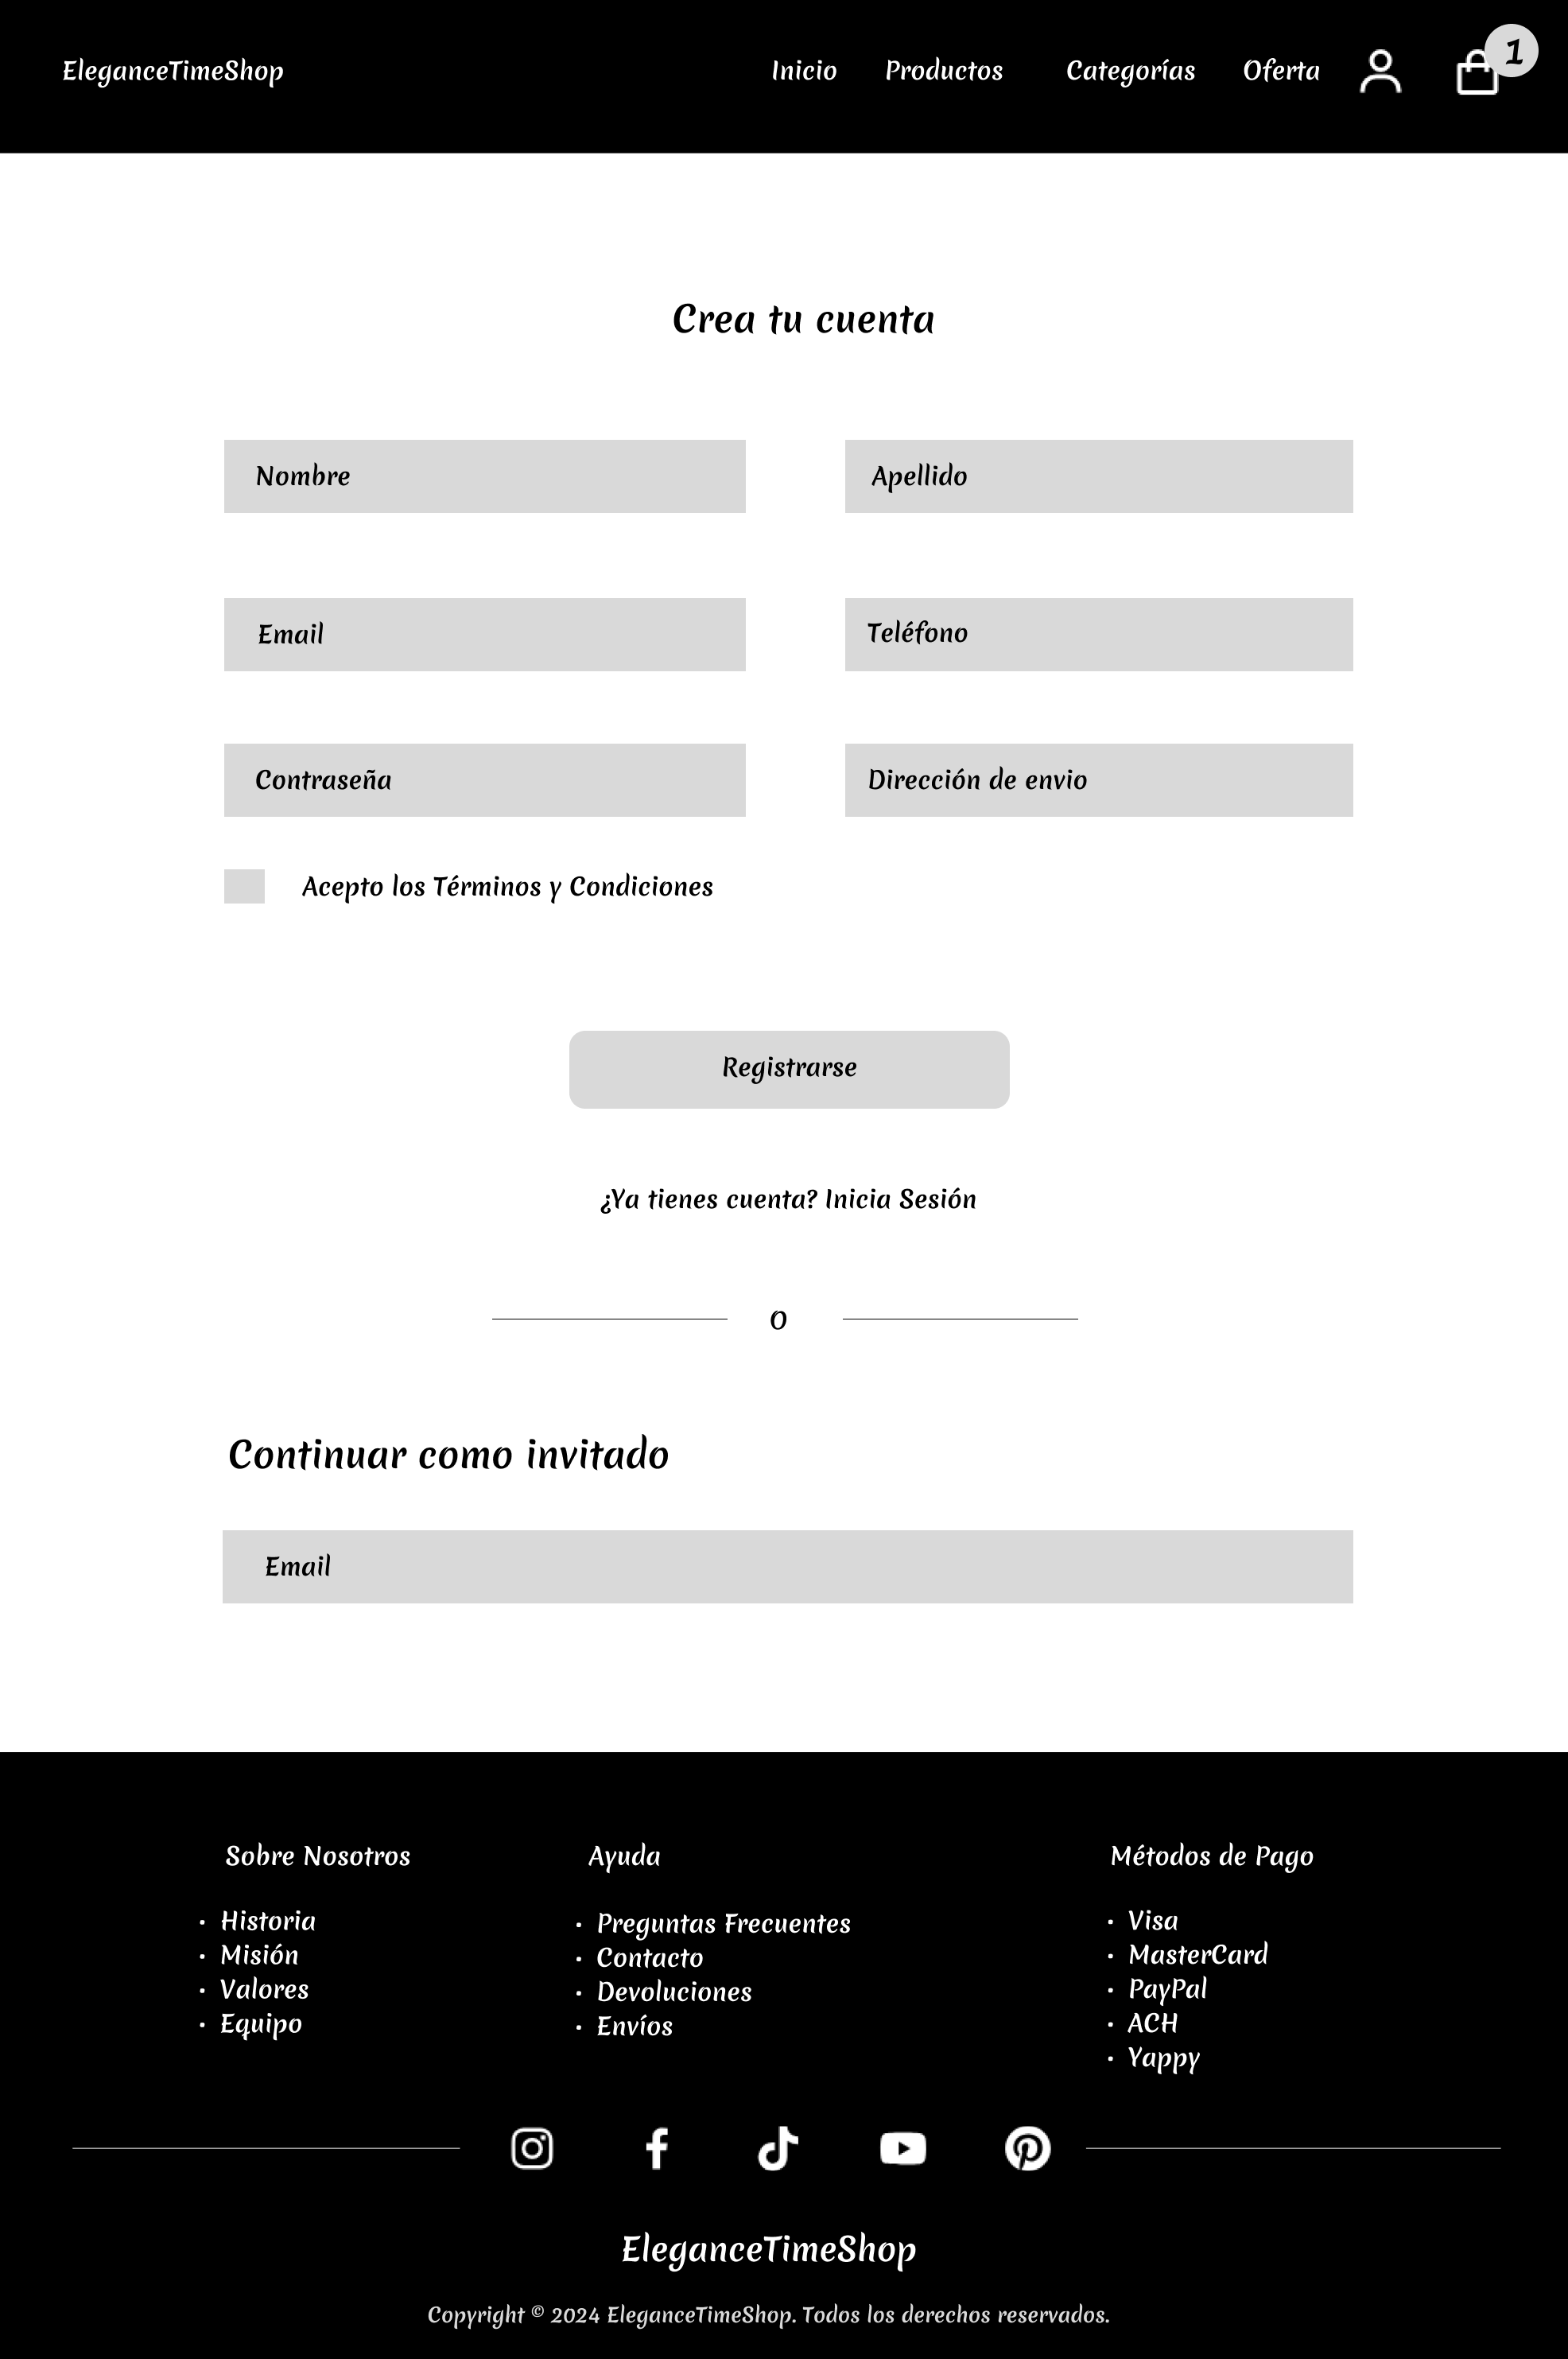 EleganceTimeShop
Inicio Productos Categorías Oferta 1
Crea tu cuenta
Nombre Apellido
Email Teléfono
Contraseña Dirección de envio
Acepto los Términos y Condiciones
Registrarse
¿Ya tienes cuenta? Inicia Sesión
O
Continuar como invitado
Email
Sobre Nosotros
• Historia
• Misión
• Valores
• Equipo
Ayuda
• Preguntas Frecuentes
• Contacto
• Devoluciones
• Envíos
Métodos de Pago
• Visa
• MasterCard
• PayPal
• ACH
• Yappy
EleganceTimeShop
Copyright © 2024 EleganceTimeShop. Todos los derechos reservados.